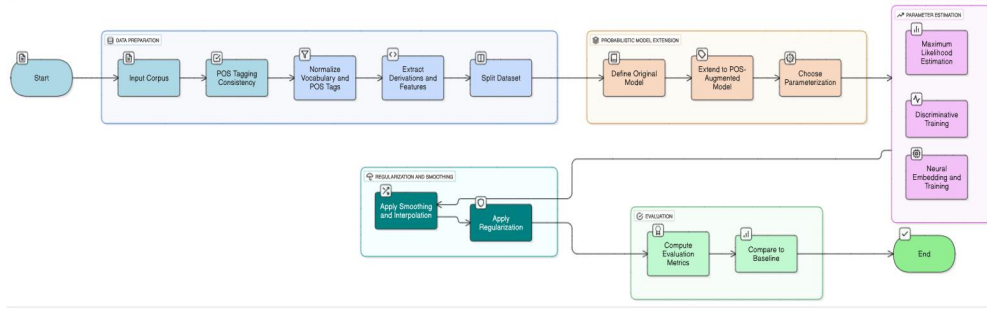 DATA PREPARATION
PROBABILISTIC MODEL EXTENSION
PARAMETER ESTIMATION
Start
Input Corpus
POS Tagging
Consistency
Normalize
Vocabulary and
POS Tags
Extract
Derivations and
Features
Split Dataset
Define Original
Model
Extend to POS-
Augmented
Model
Choose
Parameterization
Maximum
Likelihood
Estimation
Discriminative
Training
Neural
Embedding and
Training
REGULARIZATION AND SMOOTHING
Apply Smoothing
and Interpolation
Apply
Regularization
EVALUATION
Compute
Evaluation
Metrics
Compare to
Baseline
End